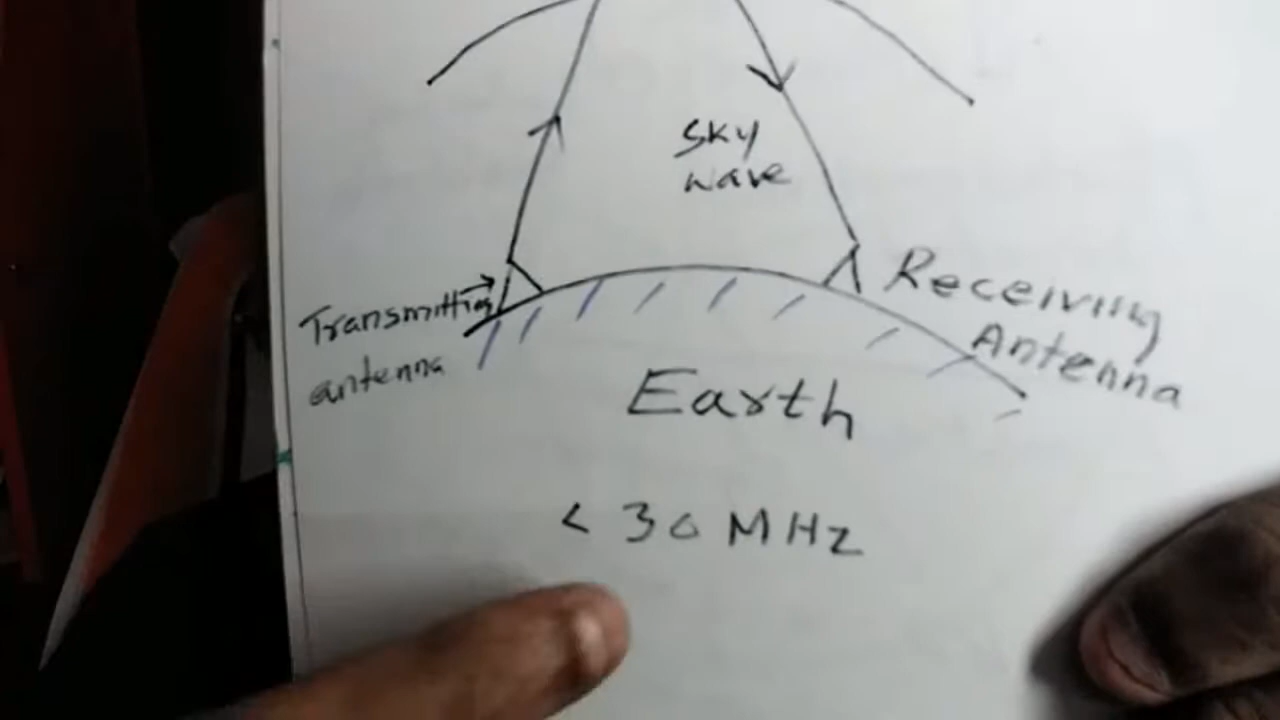 Sky
wave
Transmitting
antenna
Receiving
Antenna
Earth
< 30 MHz